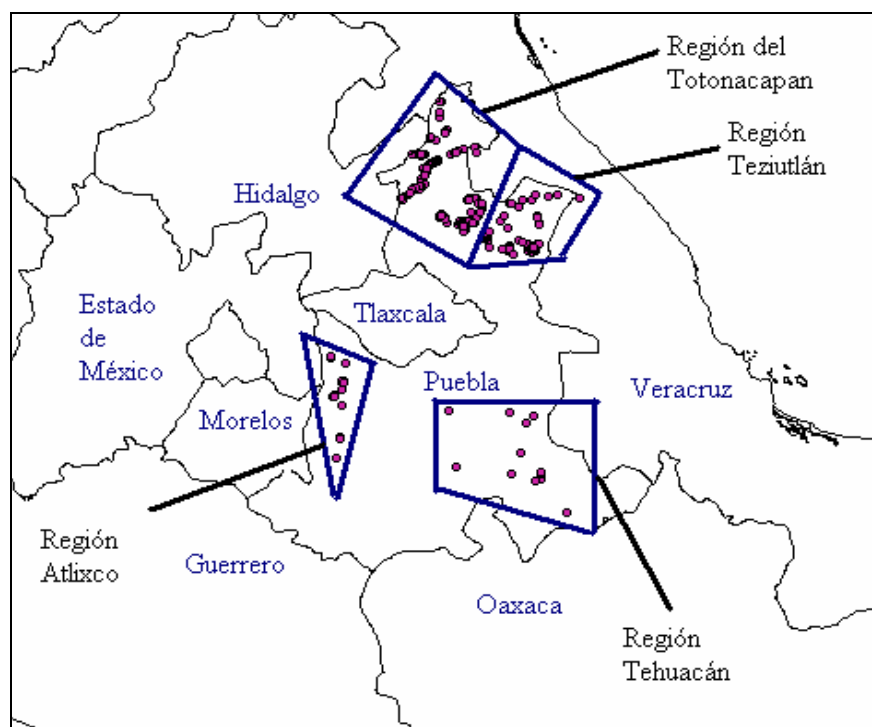 Región del
Totonacapan
Región
Teziutlán
Hidalgo
Estado
de
México
Tlaxcala
Puebla
Veracruz
Morelos
Región
Atlixco
Guerrero
Oaxaca
Región
Tehuacán